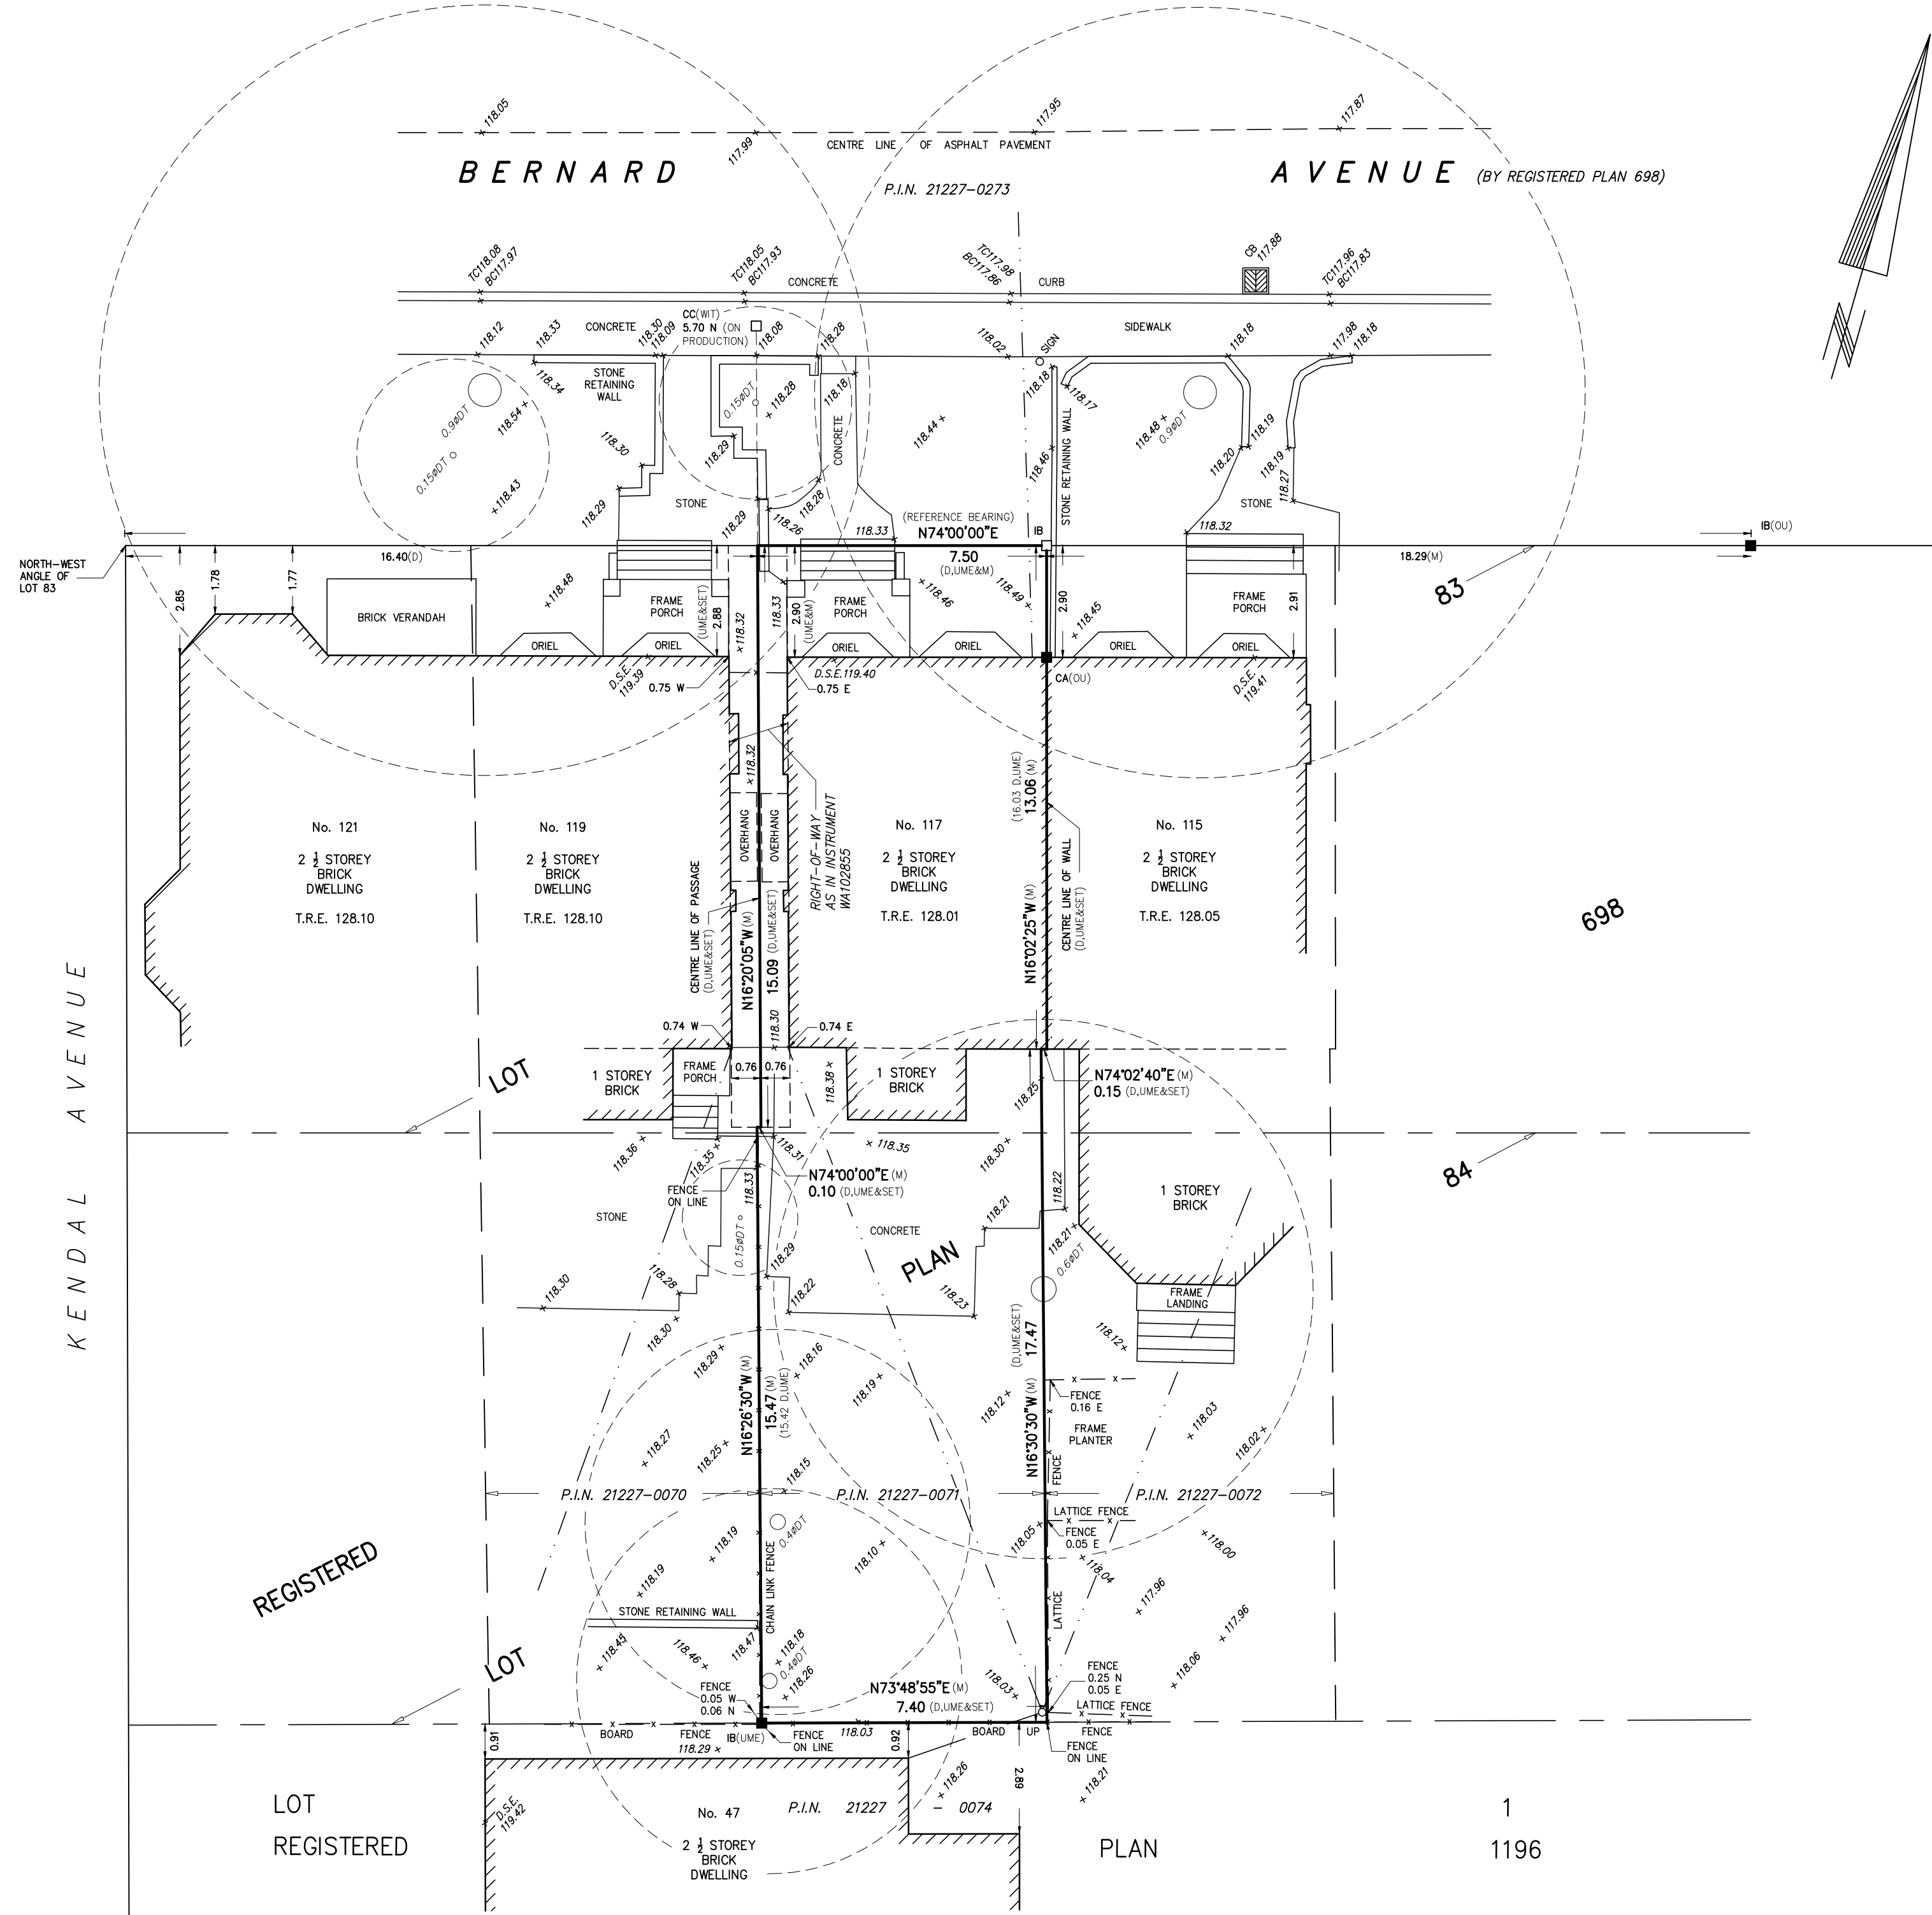 118.05
117.99
117.95
117.87
CENTRE LINE OF ASPHALT PAVEMENT
BERNARD AVENUE (BY REGISTERED PLAN 698)
P.I.N. 21227-0273
TC118.08
BC117.97
TC118.05
BC117.93
TC117.98
BC117.86
CB
117.88
TC117.96
BC117.83
CONCRETE CURB
CONCRETE SIDEWALK
CC(WIT)
5.70 N (ON
PRODUCTION)
118.12
118.33
118.30
118.09
118.08
118.28
118.02
SIGN
118.18
117.98
118.18
118.34
STONE
RETAINING
WALL
0.9øDT
118.54
0.15øDT
118.43
118.30
118.29
STONE
0.15øDT
118.28
118.18
CONCRETE
118.29
118.29
118.26
118.28
118.44
118.18
118.17
118.46
STONE RETAINING WALL
118.48
0.9øDT
118.20
118.19
118.19
118.27
STONE
118.32
118.33
(REFERENCE BEARING)
N74°00'00"E
IB
7.50
(D,UME&M)
IB(OU)
NORTH-WEST
ANGLE OF
LOT 83
16.40(D)
18.29(M)
83
2.85
1.78
1.77
BRICK VERANDAH
118.48
FRAME
PORCH
ORIEL
ORIEL
(UME&SET)
2.88
118.32
118.33
2.90
(UME&M)
FRAME
PORCH
118.46
118.49
ORIEL
ORIEL
2.90
118.45
ORIEL
FRAME
PORCH
ORIEL
2.91
D.S.E.
119.39
0.75 W
D.S.E.119.40
0.75 E
CA(OU)
D.S.E.
119.41
118.32
No. 121
2 1/2 STOREY
BRICK
DWELLING
T.R.E. 128.10
No. 119
2 1/2 STOREY
BRICK
DWELLING
T.R.E. 128.10
OVERHANG
OVERHANG
RIGHT-OF-WAY
AS IN INSTRUMENT
WA102855
No. 117
2 1/2 STOREY
BRICK
DWELLING
T.R.E. 128.01
(16.03 D,UME)
13.06 (M)
No. 115
2 1/2 STOREY
BRICK
DWELLING
T.R.E. 128.05
CENTRE LINE OF PASSAGE
(D,UME&SET)
N16°20'05"W (M)
15.09 (D,UME&SET)
N16°02'25"W (M)
CENTRE LINE OF WALL
(D,UME&SET)
698
KENDAL AVENUE
0.74 W
118.30
0.74 E
LOT
1 STOREY
BRICK
FRAME
PORCH
0.76
0.76
118.38
1 STOREY
BRICK
118.25
N74°02'40"E (M)
0.15 (D,UME&SET)
118.36
118.35
118.31
118.35
118.30
84
FENCE
ON LINE
118.33
N74°00'00"E (M)
0.10 (D,UME&SET)
118.22
1 STOREY
BRICK
STONE
0.15øDT
CONCRETE
118.21
118.21
0.6øDT
PLAN
118.30
118.28
118.29
118.22
118.23
FRAME
LANDING
118.30
118.29
118.16
118.19
118.12
(D,UME&SET)
17.47
118.12
N16°26'30"W (M)
15.47 (M)
(15.42 D,UME)
N16°30'30"W (M)
FENCE
0.16 E
FRAME
PLANTER
118.03
118.02
118.27
118.25
118.15
FENCE
P.I.N. 21227-0070
P.I.N. 21227-0071
P.I.N. 21227-0072
LATTICE FENCE
118.19
0.4øDT
118.05
FENCE
0.05 E
118.00
REGISTERED
118.19
CHAIN LINK FENCE
118.10
118.04
117.96
117.96
STONE RETAINING WALL
LATTICE
LOT
118.45
118.46
118.47
118.18
0.4øDT
118.26
118.03
118.06
FENCE
0.05 W
0.06 N
N73°48'55"E (M)
7.40 (D,UME&SET)
FENCE
0.25 N
0.05 E
LATTICE FENCE
0.91
BOARD FENCE
IB(UME)
118.29
FENCE
ON LINE
118.03
0.92
BOARD
UP
FENCE
FENCE
ON LINE
2.89
118.26
118.21
LOT 1
REGISTERED PLAN 1196
D.S.E.
119.42
No. 47
P.I.N. 21227 - 0074
2 1/2 STOREY
BRICK
DWELLING